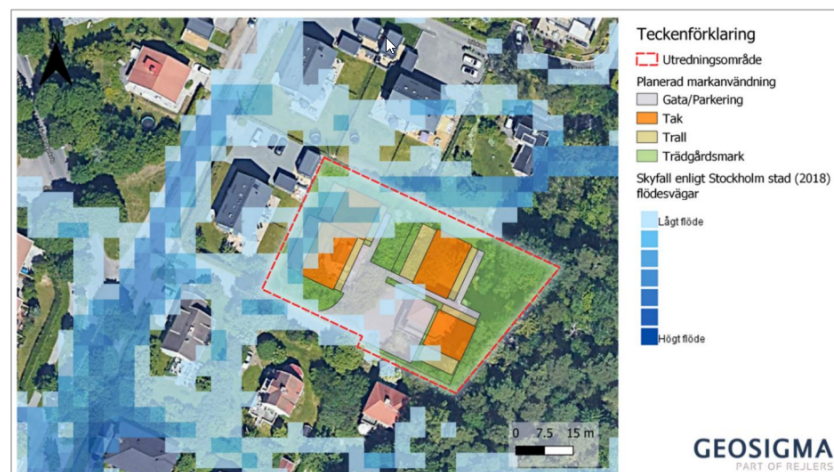 Teckenförklaring
Utredningsområde
Planerad markanvändning
Gata/Parkering
Tak
Trall
Trädgårdsmark
Skyfall enligt Stockholm stad (2018)
flödesvägar
Lågt flöde
Högt flöde
0 7.5 15 m
GEOSIGMA
PART OF REJLERS